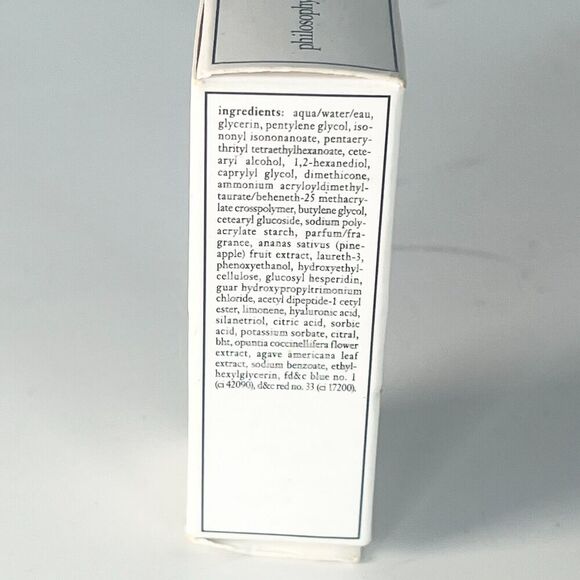 philosophy
ingredients: aqua/water/eau,
glycerin, pentylene glycol, iso-
nonyl isononanoate, pentaery-
thrityl tetraethylhexanoate, cete-
aryl alcohol, 1,2-hexanediol,
caprylyl glycol, dimethicone,
ammonium acryloyldimethyl-
taurate/beheneth-25 methacry-
late crosspolymer, butylene glycol,
cetearyl glucoside, sodium poly-
acrylate starch, parfum/fra-
grance, ananas sativus (pine-
apple) fruit extract, laureth-3,
phenoxyethanol, hydroxyethyl-
cellulose, glucosyl hesperidin,
guar hydroxypropyltrimonium
chloride, acetyl dipeptide-1 cetyl
ester, limonene, hyaluronic acid,
silanetriol, citric acid, sorbic
acid, potassium sorbate, citral,
bht, opuntia coccinellifera flower
extract, agave americana leaf
extract, sodium benzoate, ethyl-
hexylglycerin, fd&c blue no. 1
(ci 42090), d&c red no. 33 (ci 17200).